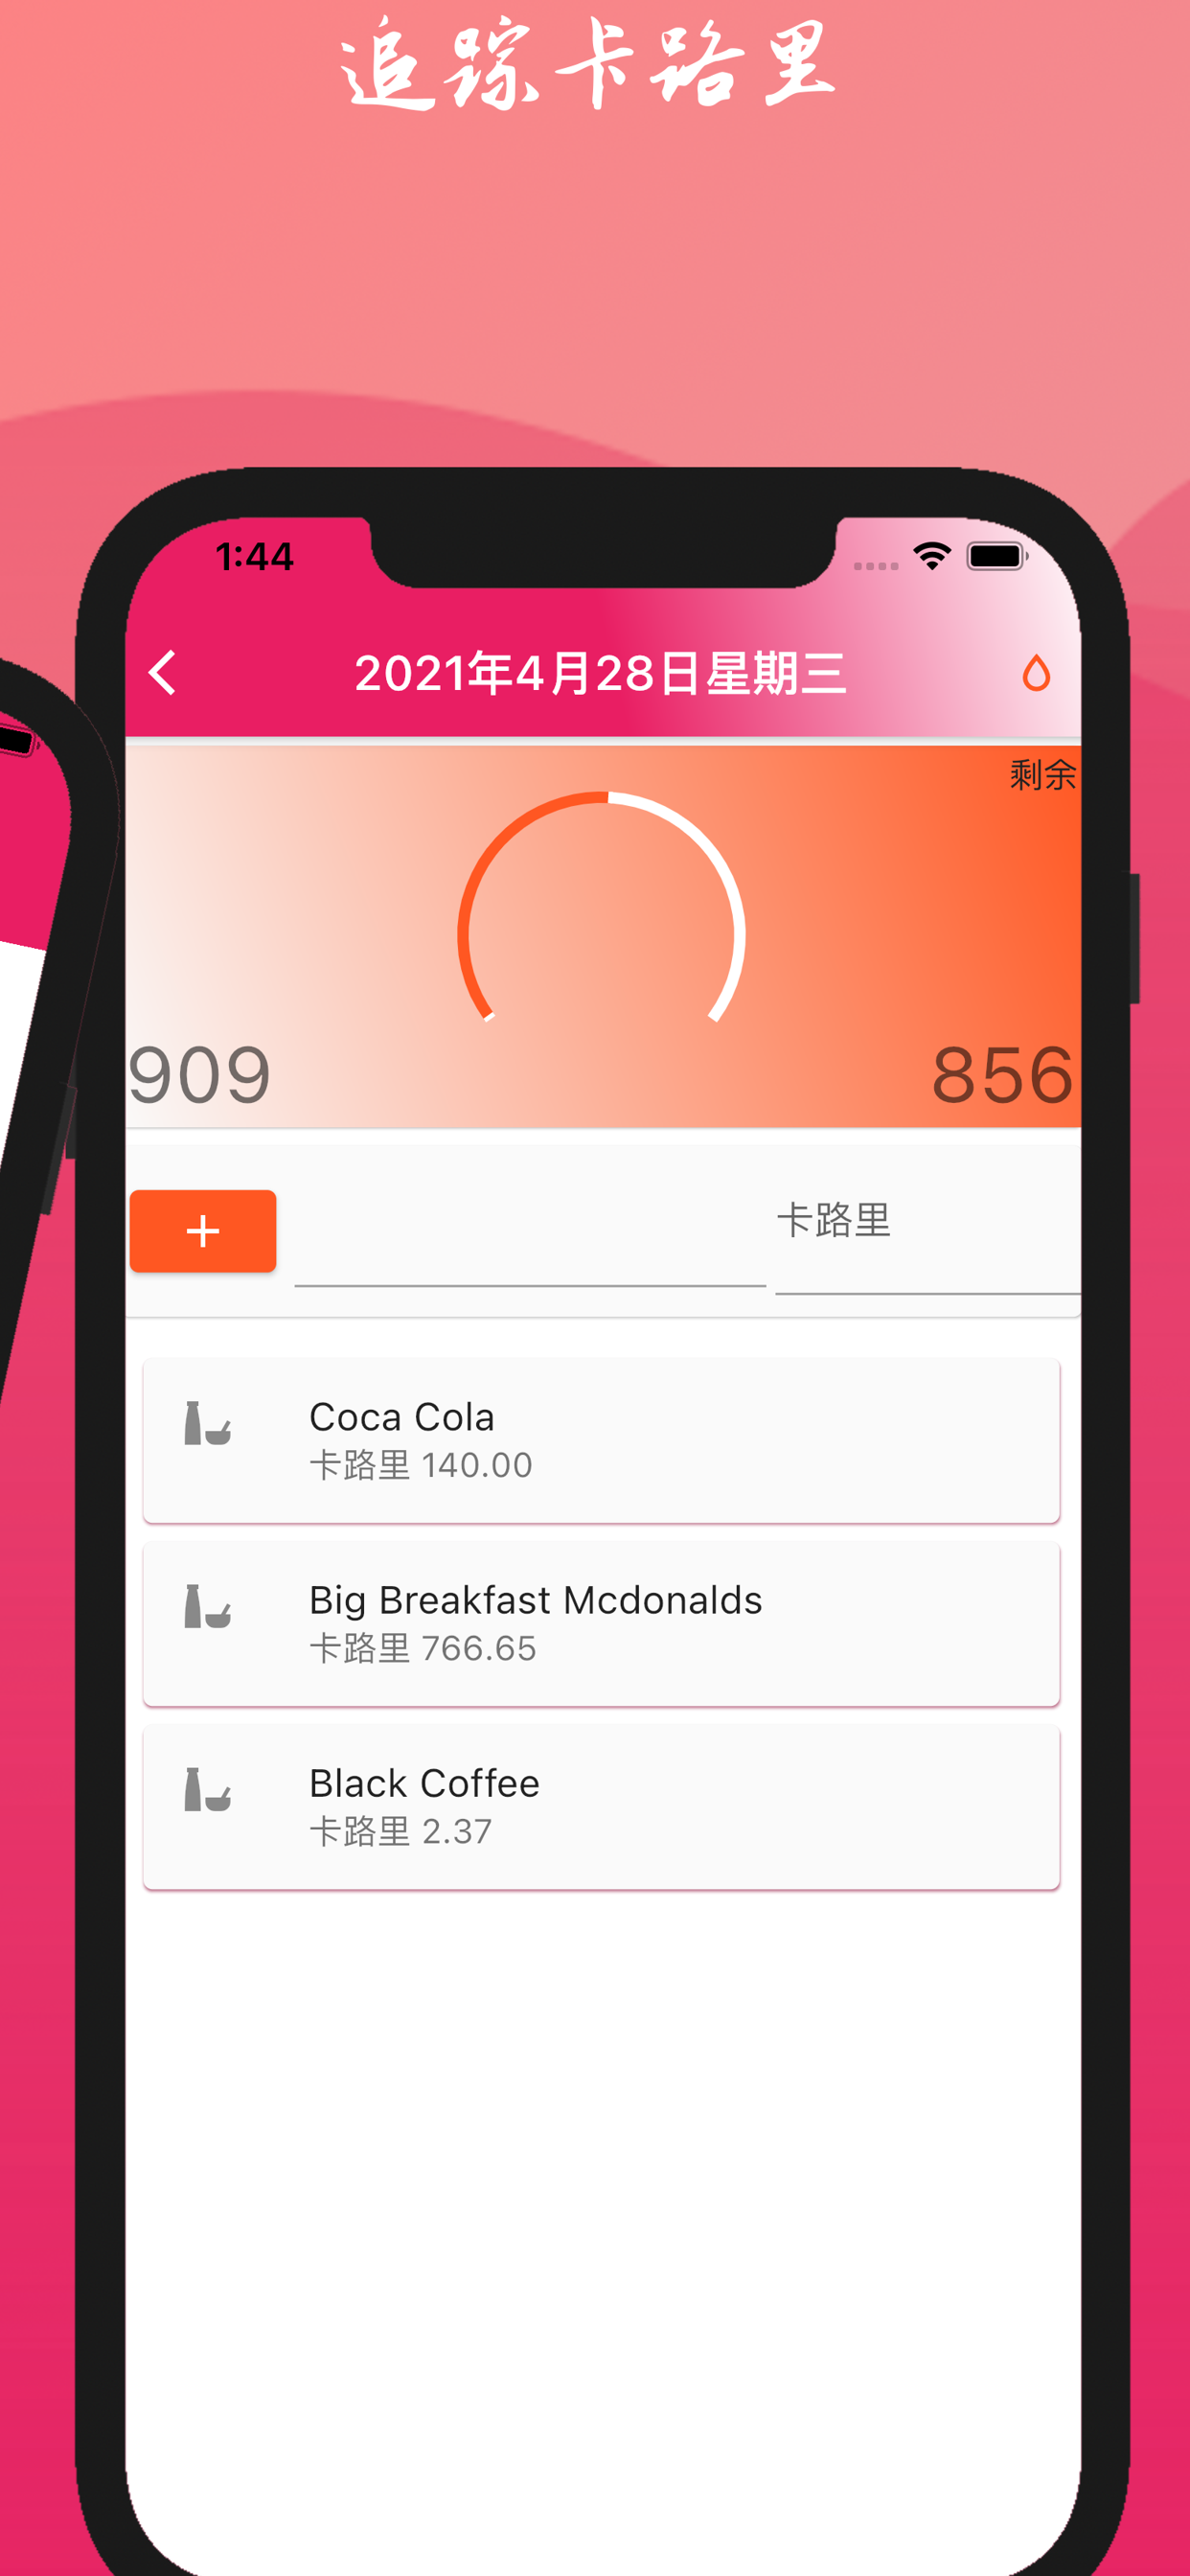 追踪卡路里
1:44
2021年4月28日星期三
剩余
909
856
+
卡路里
Coca Cola
卡路里 140.00
Big Breakfast Mcdonalds
卡路里 766.65
Black Coffee
卡路里 2.37